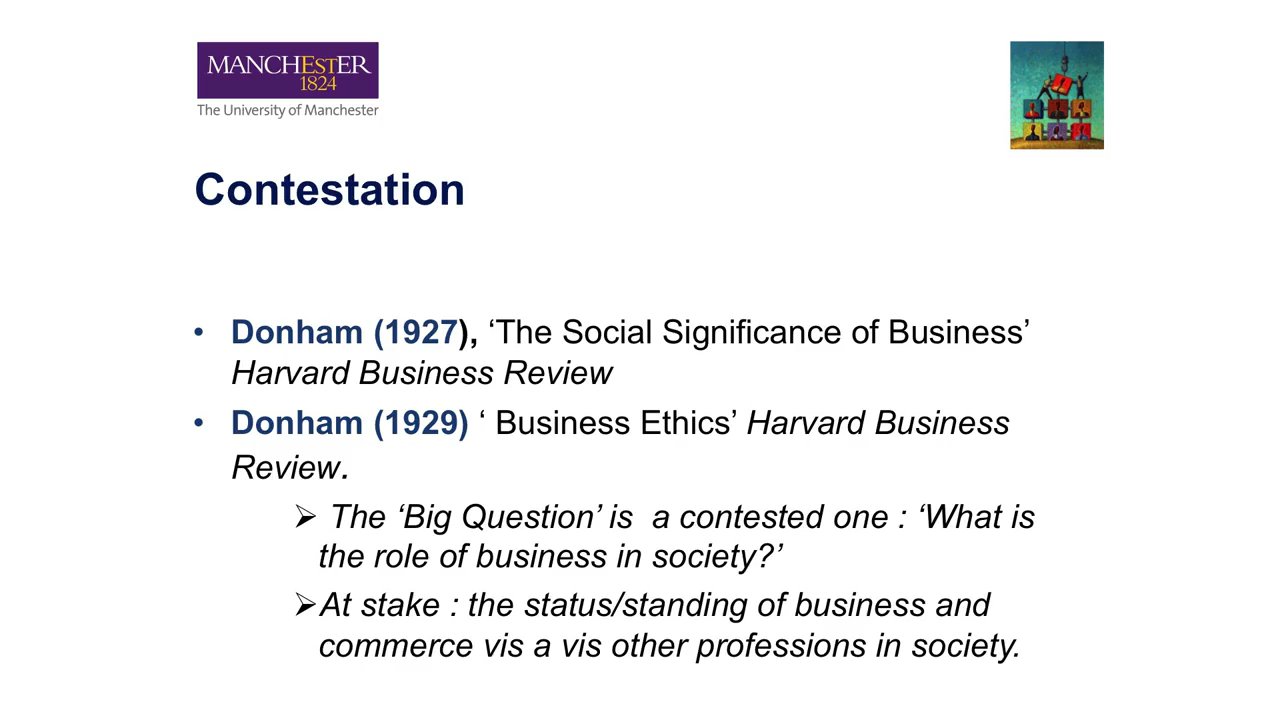 MANCHESTER
1824
The University of Manchester
Contestation
• Donham (1927), ‘The Social Significance of Business’
Harvard Business Review
• Donham (1929) ‘ Business Ethics’ Harvard Business
Review.
➢ The ‘Big Question’ is a contested one : ‘What is
the role of business in society?’
➢At stake : the status/standing of business and
commerce vis a vis other professions in society.